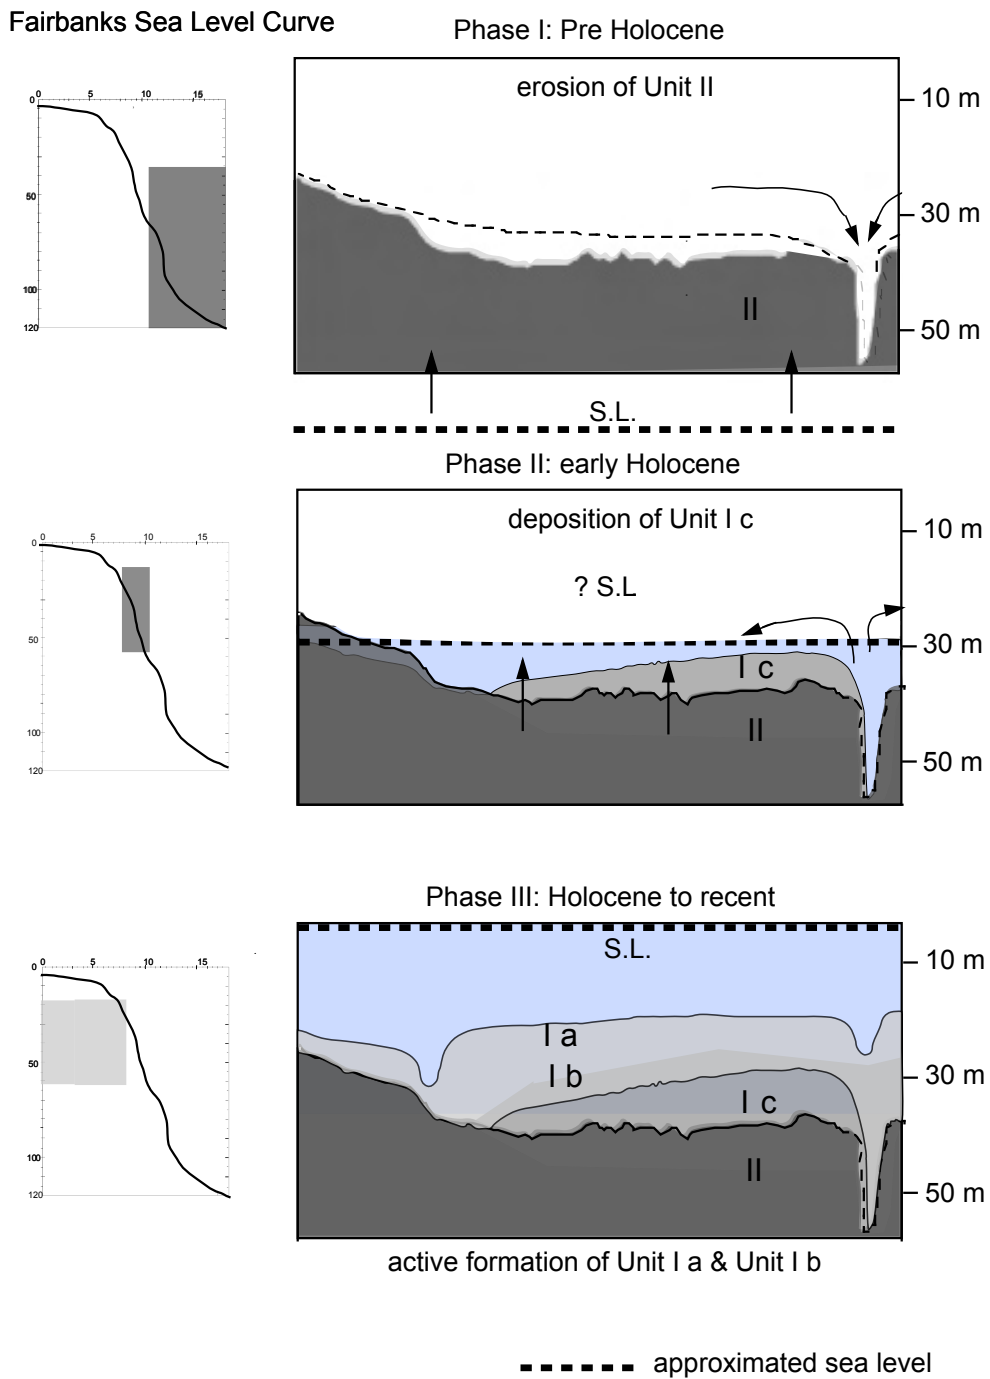 Fairbanks Sea Level Curve
Phase I: Pre Holocene
erosion of Unit II
0 5 10 15
0
50
100
120
10 m
30 m
50 m
II
S.L.
Phase II: early Holocene
deposition of Unit I c
? S.L
0 5 10 15
0
50
100
120
10 m
30 m
50 m
I c
II
Phase III: Holocene to recent
S.L.
0 5 10 15
0
50
100
120
10 m
30 m
50 m
I a
I b
I c
II
active formation of Unit I a & Unit I b
approximated sea level